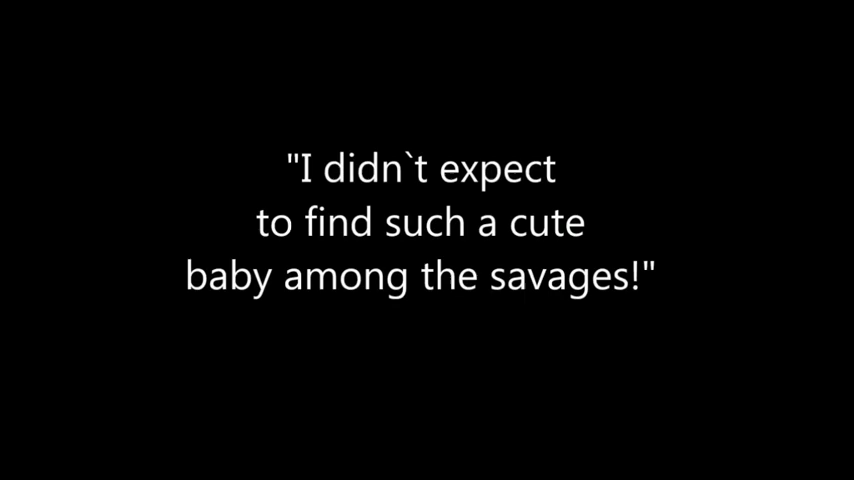 "I didn`t expect
to find such a cute
baby among the savages!"